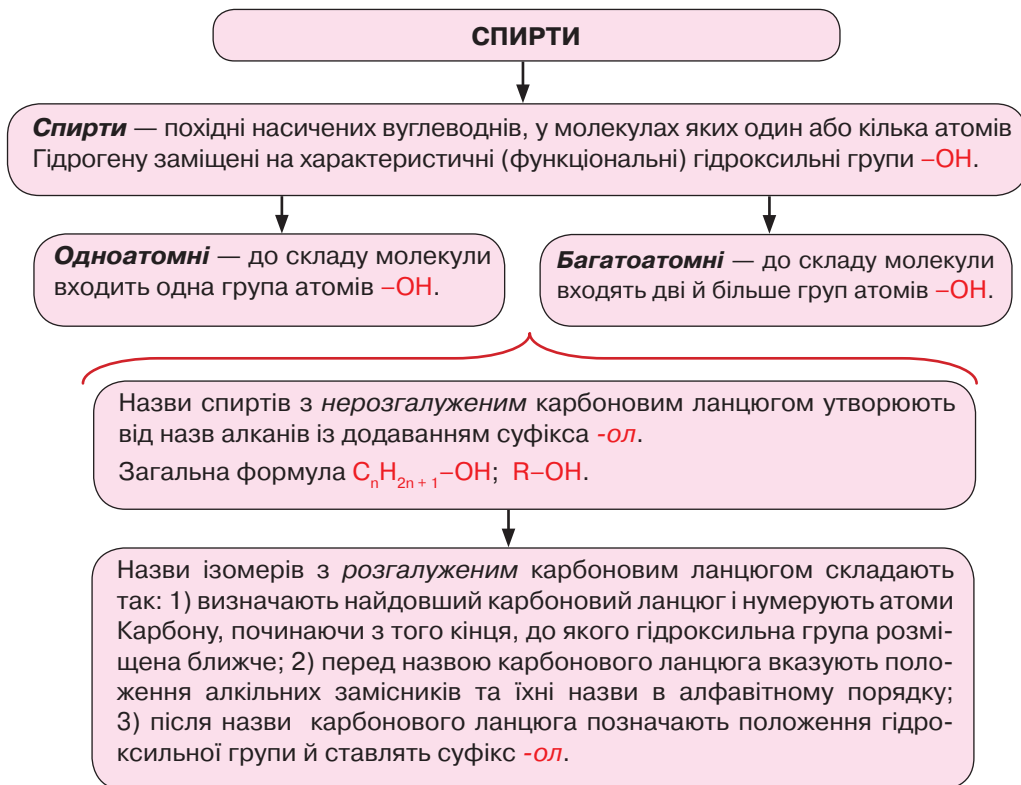 СПИРТИ
Спирти — похідні насичених вуглеводнів, у молекулах яких один або кілька атомів
Гідрогену заміщені на характеристичні (функціональні) гідроксильні групи –OH.
Одноатомні — до складу молекули
входить одна група атомів –OH.
Багатоатомні — до складу молекули
входять дві й більше груп атомів –OH.
Назви спиртів з нерозгалуженим карбоновим ланцюгом утворюють
від назв алканів із додаванням суфікса -ол.
Загальна формула CₙH₂ₙ₊₁–OH; R–OH.
Назви ізомерів з розгалуженим карбоновим ланцюгом складають
так: 1) визначають найдовший карбоновий ланцюг і нумерують атоми
Карбону, починаючи з того кінця, до якого гідроксильна група розмі-
щена ближче; 2) перед назвою карбонового ланцюга вказують поло-
ження алкільних замісників та їхні назви в алфавітному порядку;
3) після назви карбонового ланцюга позначають положення гідро-
ксильної групи й ставлять суфікс -ол.